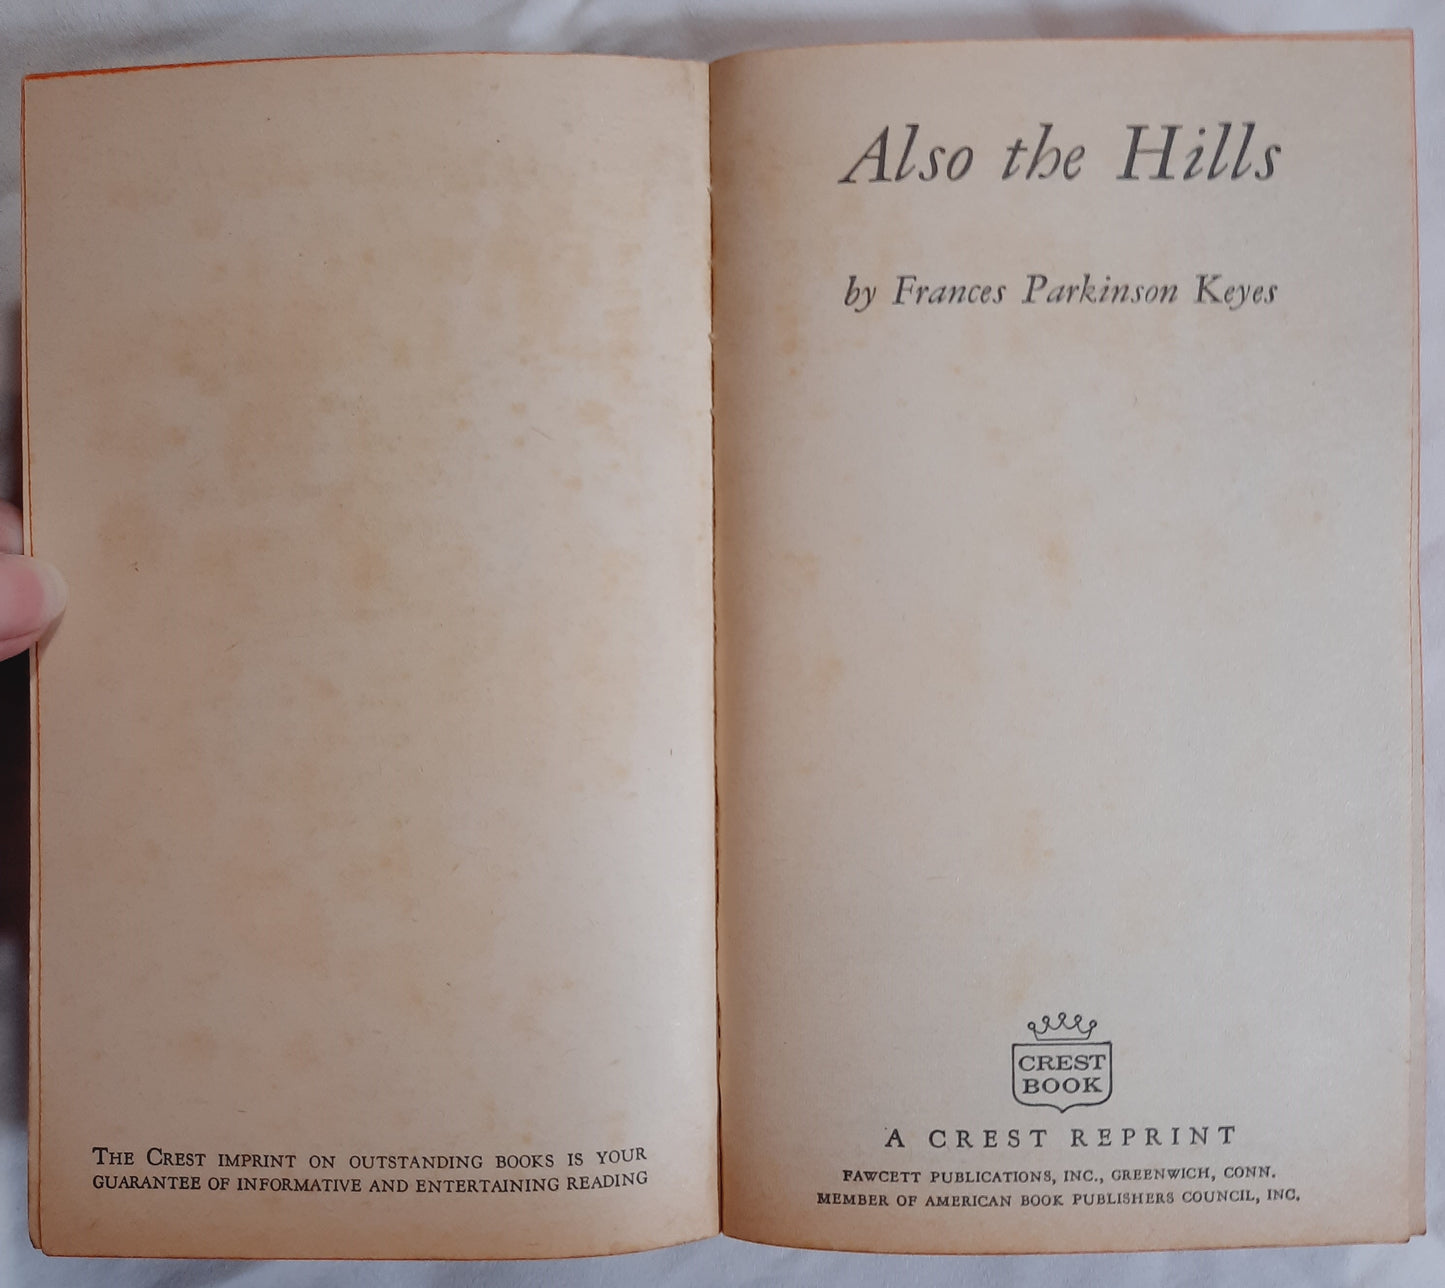 THE CREST IMPRINT ON OUTSTANDING BOOKS IS YOUR
GUARANTEE OF INFORMATIVE AND ENTERTAINING READING
Also the Hills
by Frances Parkinson Keyes
CREST
BOOK
A CREST REPRINT
FAWCETT PUBLICATIONS, INC., GREENWICH, CONN.
MEMBER OF AMERICAN BOOK PUBLISHERS COUNCIL, INC.